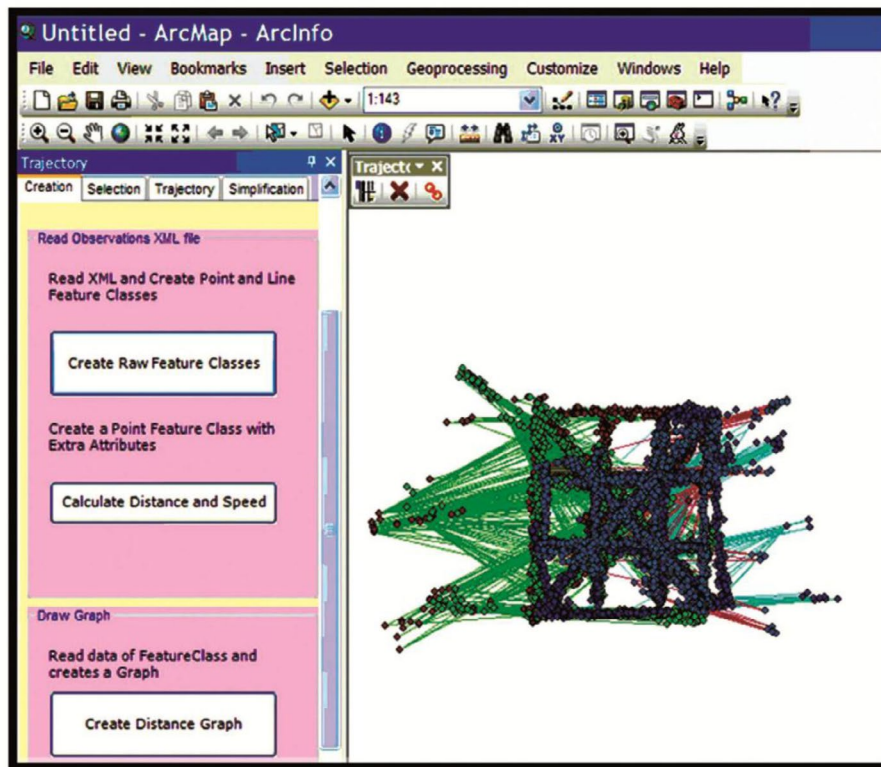 Untitled - ArcMap - ArcInfo
File Edit View Bookmarks Insert Selection Geoprocessing Customize Windows Help
1:143
XY
Trajectory
Creation Selection Trajectory Simplification
Trajectc
Read Observations XML file
Read XML and Create Point and Line
Feature Classes
Create Raw Feature Classes
Create a Point Feature Class with
Extra Attributes
Calculate Distance and Speed
Draw Graph
Read data of FeatureClass and
creates a Graph
Create Distance Graph